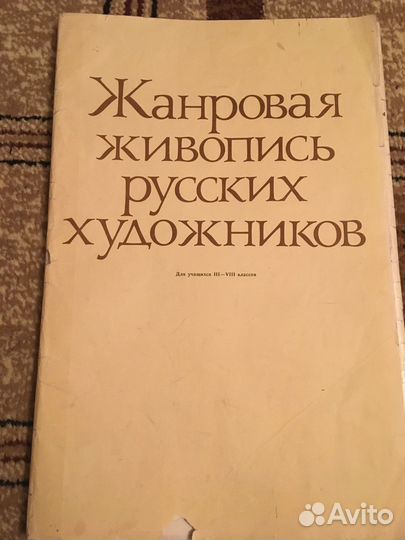 Жанровая
живопись
русских
художников
Для учащихся III—VIII классов
Avito